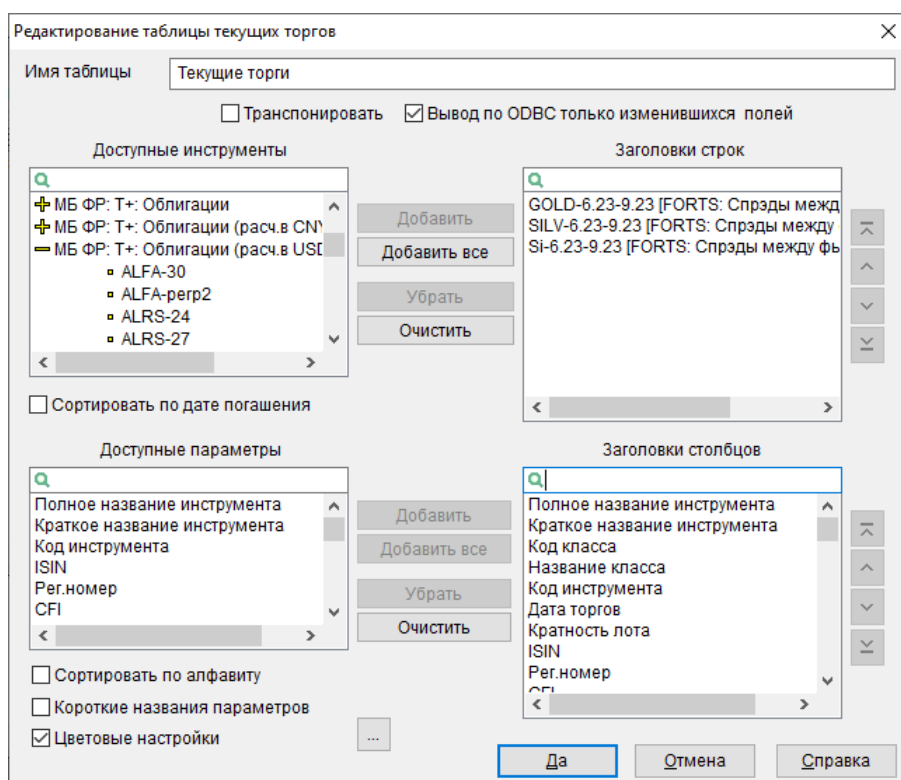 Редактирование таблицы текущих торгов
Имя таблицы
Текущие торги
Транспонировать
Вывод по ODBC только изменившихся полей
Доступные инструменты
МБ ФР: Т+: Облигации
МБ ФР: Т+: Облигации (расч.в CNY
МБ ФР: Т+: Облигации (расч.в USD
ALFA-30
ALFA-perp2
ALRS-24
ALRS-27
Сортировать по дате погашения
Добавить
Добавить все
Убрать
Очистить
Заголовки строк
GOLD-6.23-9.23 [FORTS: Спрэды межд
SILV-6.23-9.23 [FORTS: Спрэды между
Si-6.23-9.23 [FORTS: Спрэды между фь
Доступные параметры
Полное название инструмента
Краткое название инструмента
Код инструмента
ISIN
Рег.номер
CFI
Сортировать по алфавиту
Короткие названия параметров
Цветовые настройки
...
Добавить
Добавить все
Убрать
Очистить
Заголовки столбцов
Полное название инструмента
Краткое название инструмента
Код класса
Название класса
Код инструмента
Дата торгов
Кратность лота
ISIN
Рег.номер
CFI
Да
Отмена
Справка